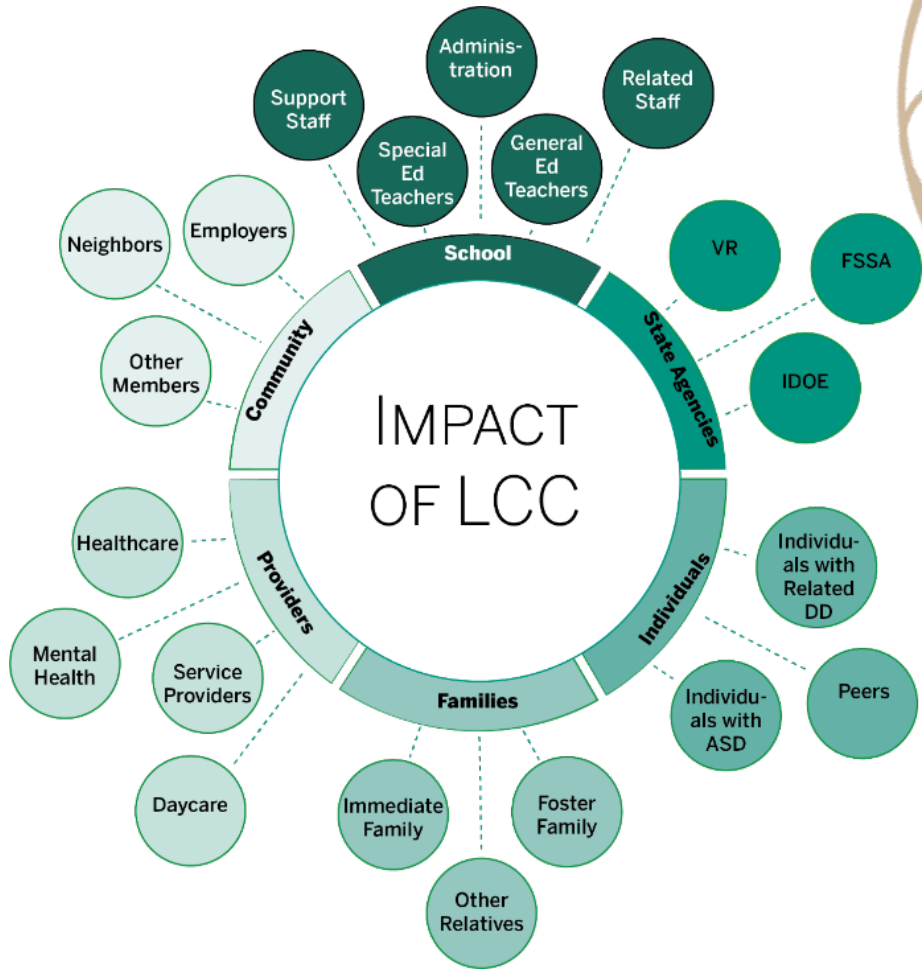 Adminis-
tration
Support
Staff
Related
Staff
Special
Ed
Teachers
General
Ed
Teachers
School
Neighbors
Employers
Other
Members
Community
VR
FSSA
IDOE
State Agencies
IMPACT
OF LCC
Healthcare
Mental
Health
Service
Providers
Daycare
Providers
Individu-
als with
Related
DD
Peers
Individu-
als with
ASD
Individuals
Families
Immediate
Family
Foster
Family
Other
Relatives